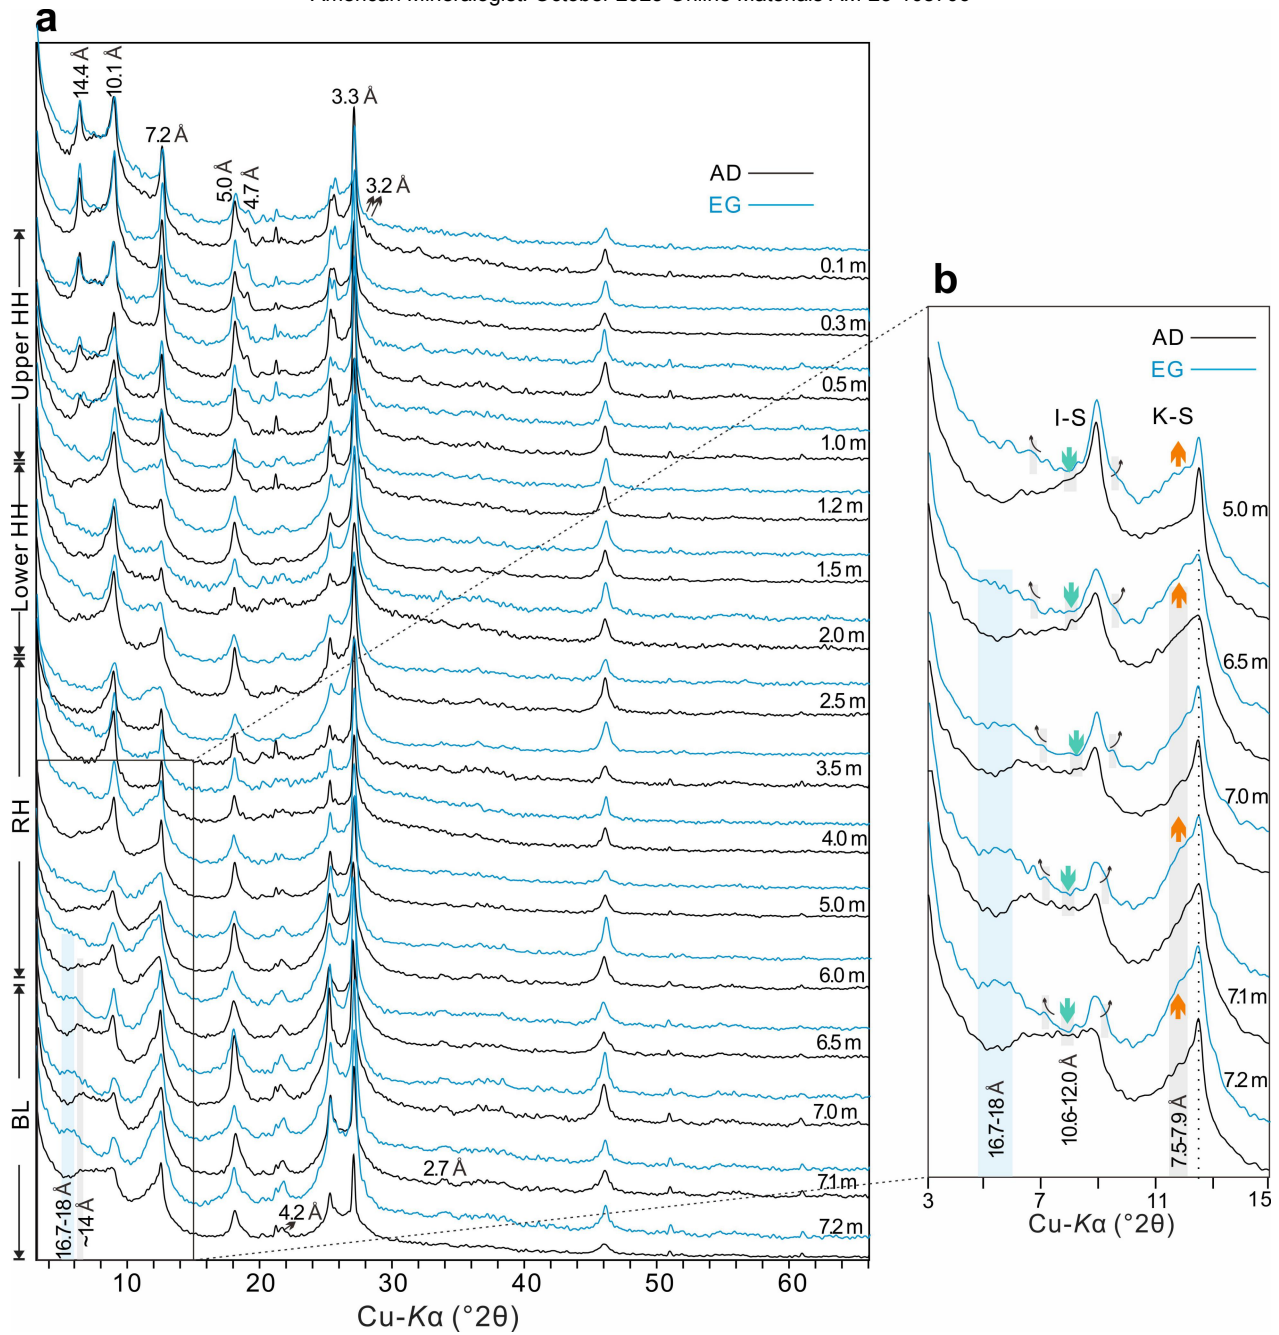 a
14.4 Å
10.1 Å
7.2 Å
5.0 Å
4.7 Å
3.3 Å
3.2 Å
AD
EG
0.1 m
0.3 m
0.5 m
1.0 m
1.2 m
1.5 m
2.0 m
2.5 m
3.5 m
4.0 m
5.0 m
6.0 m
6.5 m
7.0 m
7.1m
7.2 m
Upper HH
Lower HH
RH
BL
16.7-18 Å
~14 Å
4.2 Å
2.7 Å
10
20
30
40
50
60
Cu-Kα (°2θ)
b
AD
EG
I-S
K-S
5.0 m
6.5 m
7.0 m
7.1m
7.2 m
16.7-18 Å
10.6-12.0 Å
7.5-7.9 Å
3
7
11
15
Cu-Kα (°2θ)